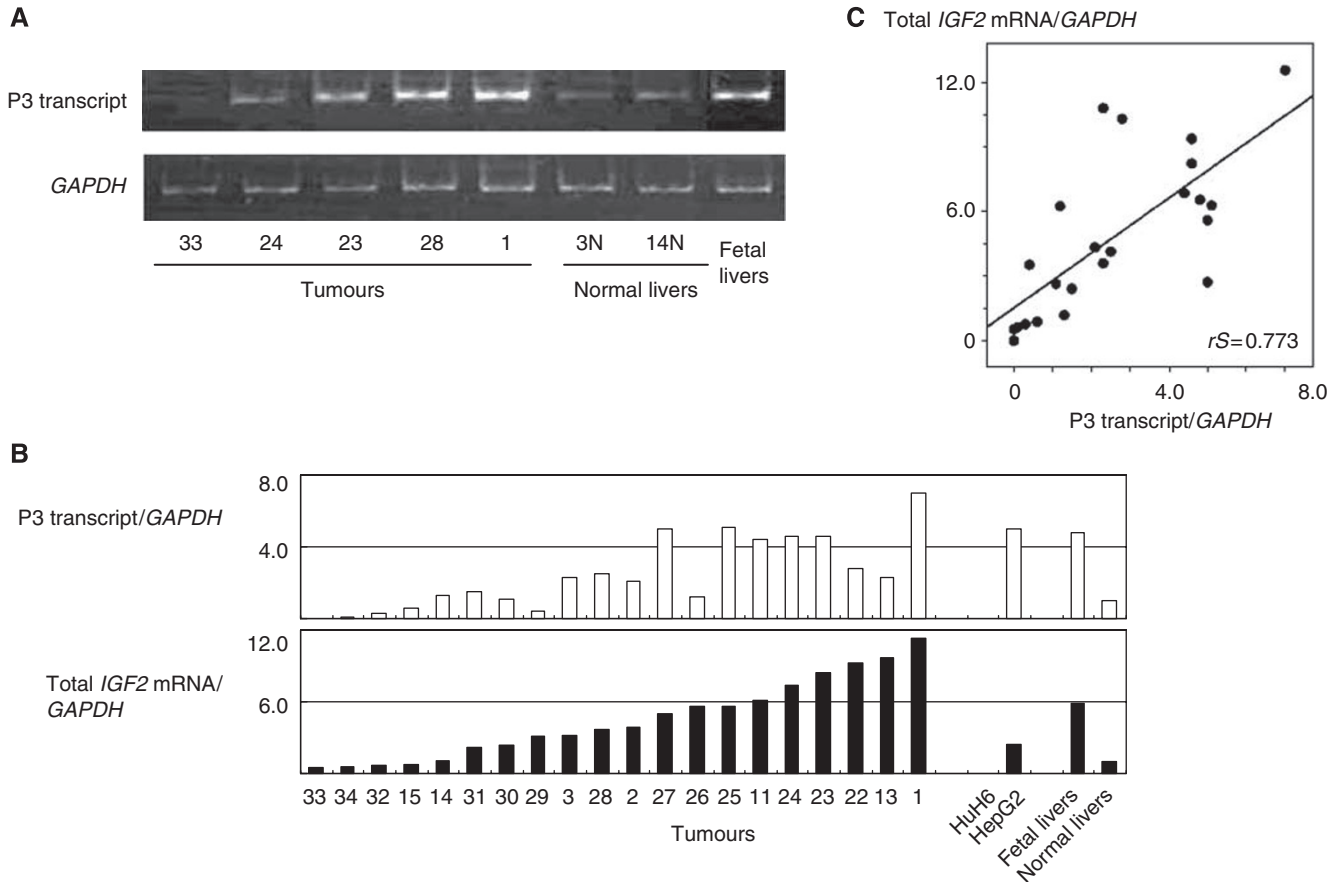 A
P3 transcript
GAPDH
33 24 23 28 1 3N 14N Fetal livers
Tumours Normal livers
C Total IGF2 mRNA/GAPDH
12.0
6.0
0
rS=0.773
0 4.0 8.0
P3 transcript/GAPDH
B
P3 transcript/GAPDH
8.0
4.0
Total IGF2 mRNA/
GAPDH
12.0
6.0
33 34 32 15 14 31 30 29 3 28 2 27 26 25 11 24 23 22 13 1 HuH6 HepG2 Fetal livers Normal livers
Tumours